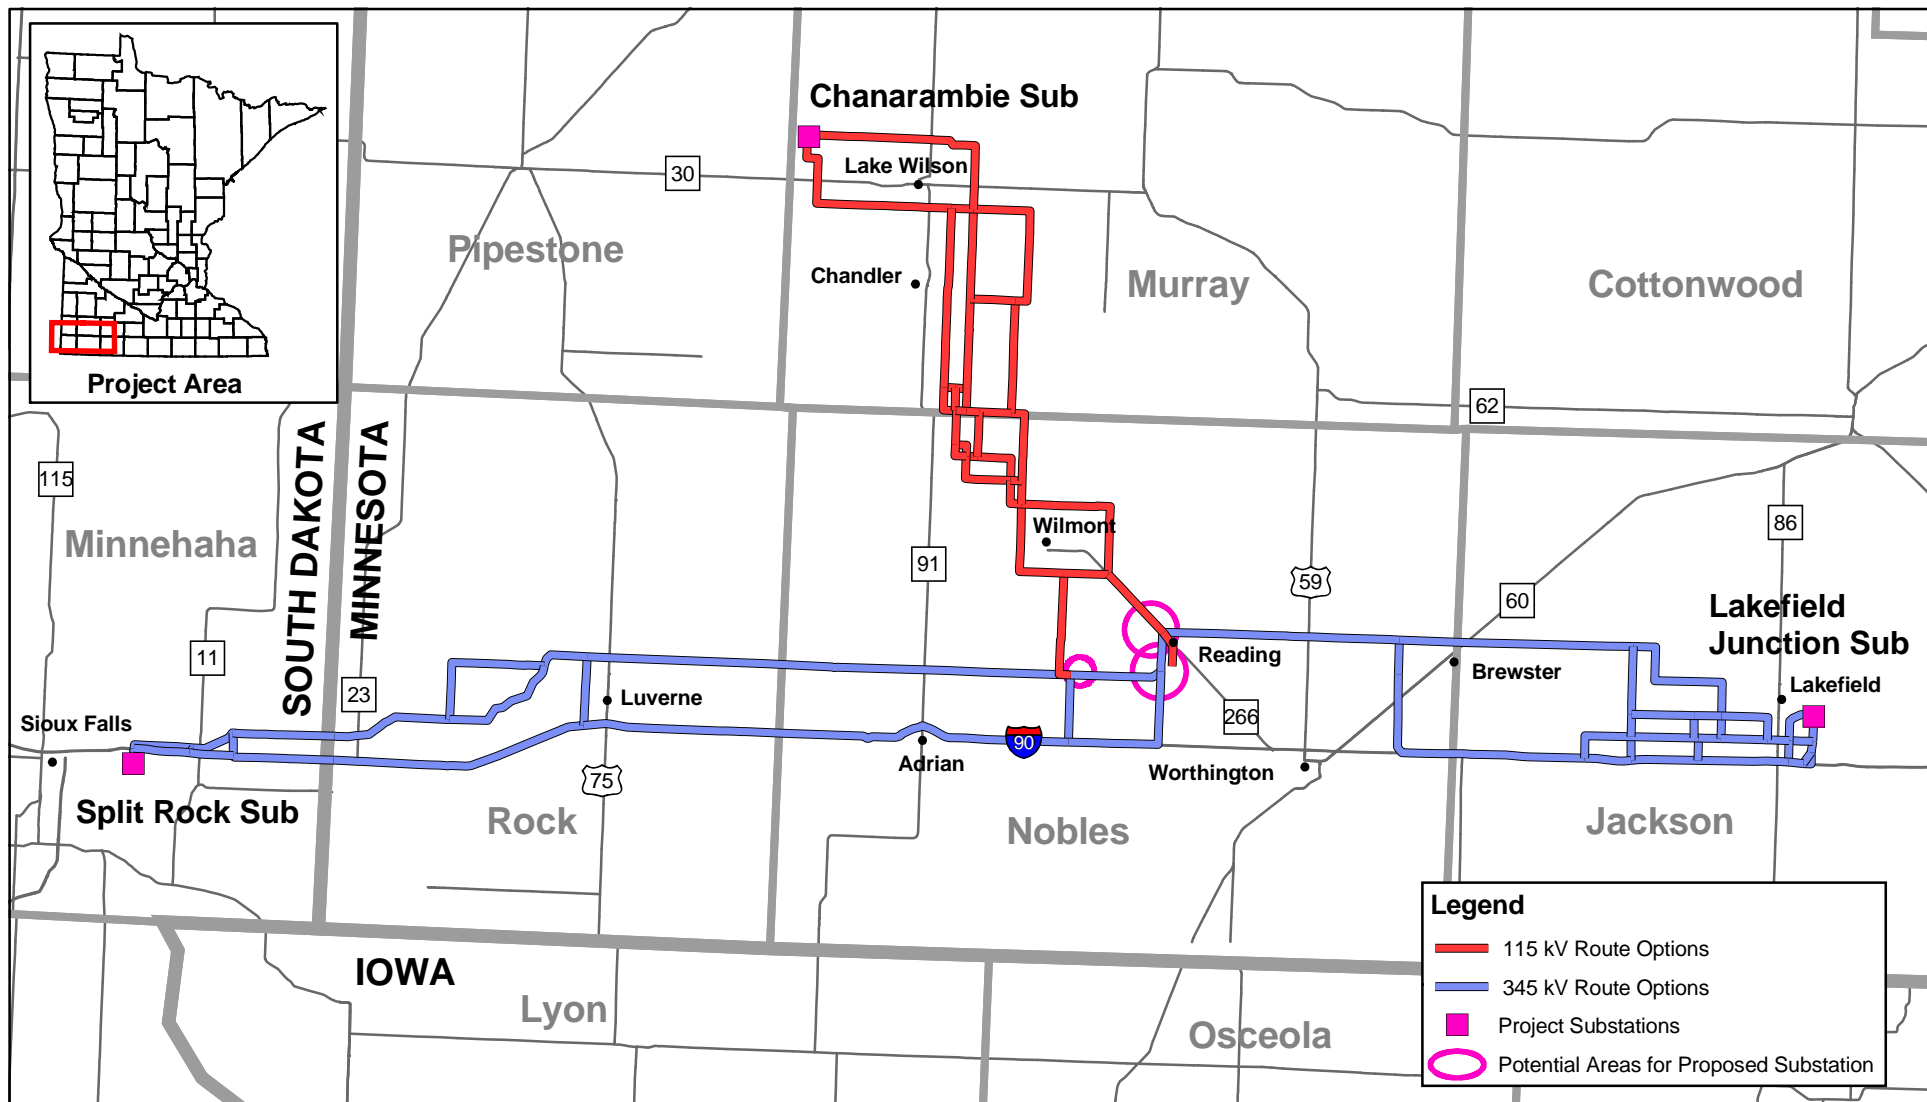 Project Area
Chanarambie Sub
Lake Wilson
30
Pipestone
Chandler
Murray
Cottonwood
62
115
Minnehaha
SOUTH DAKOTA
MINNESOTA
91
Wilmont
59
60
86
Lakefield
Junction Sub
11
23
Luverne
Reading
Brewster
Lakefield
Sioux Falls
266
90
Adrian
Worthington
75
Split Rock Sub
Rock
Nobles
Jackson
IOWA
Lyon
Osceola
Legend
115 kV Route Options
345 kV Route Options
Project Substations
Potential Areas for Proposed Substation